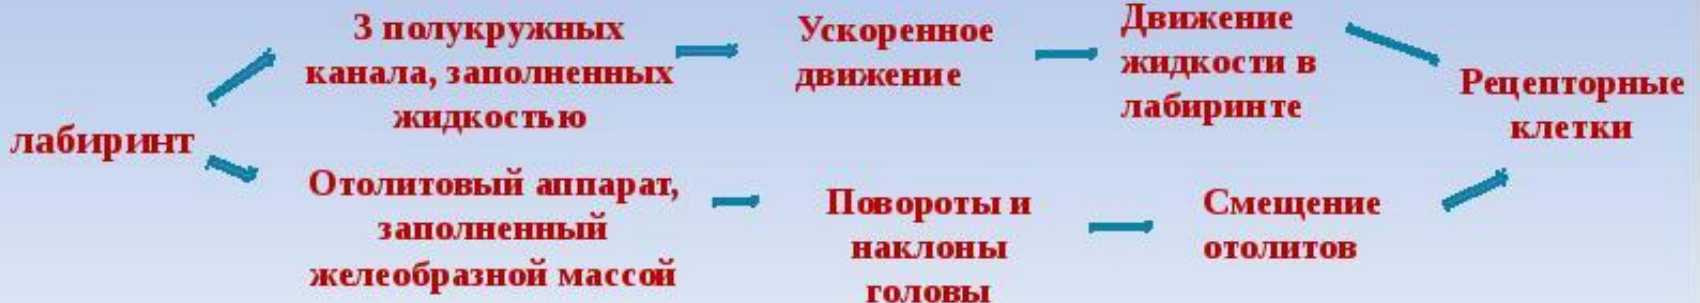 лабиринт
3 полукружных
канала, заполненных
жидкостью
Ускоренное
движение
Движение
жидкости в
лабиринте
Рецепторные
клетки
Отолитовый аппарат,
заполненный
желеобразной массой
Повороты и
наклоны
головы
Смещение
отолитов